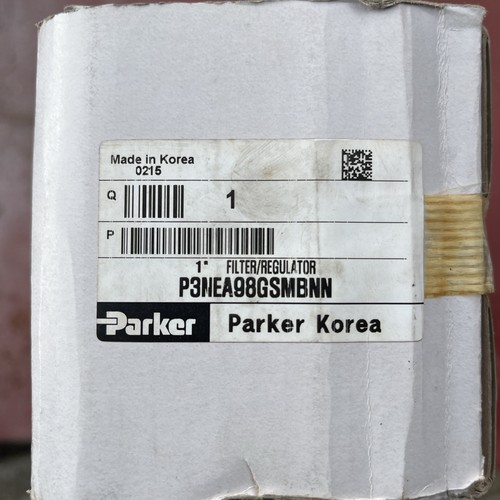 Made in Korea
0215
Q 1
P
1" FILTER/REGULATOR
P3NEA98GSMBNN
Parker Parker Korea